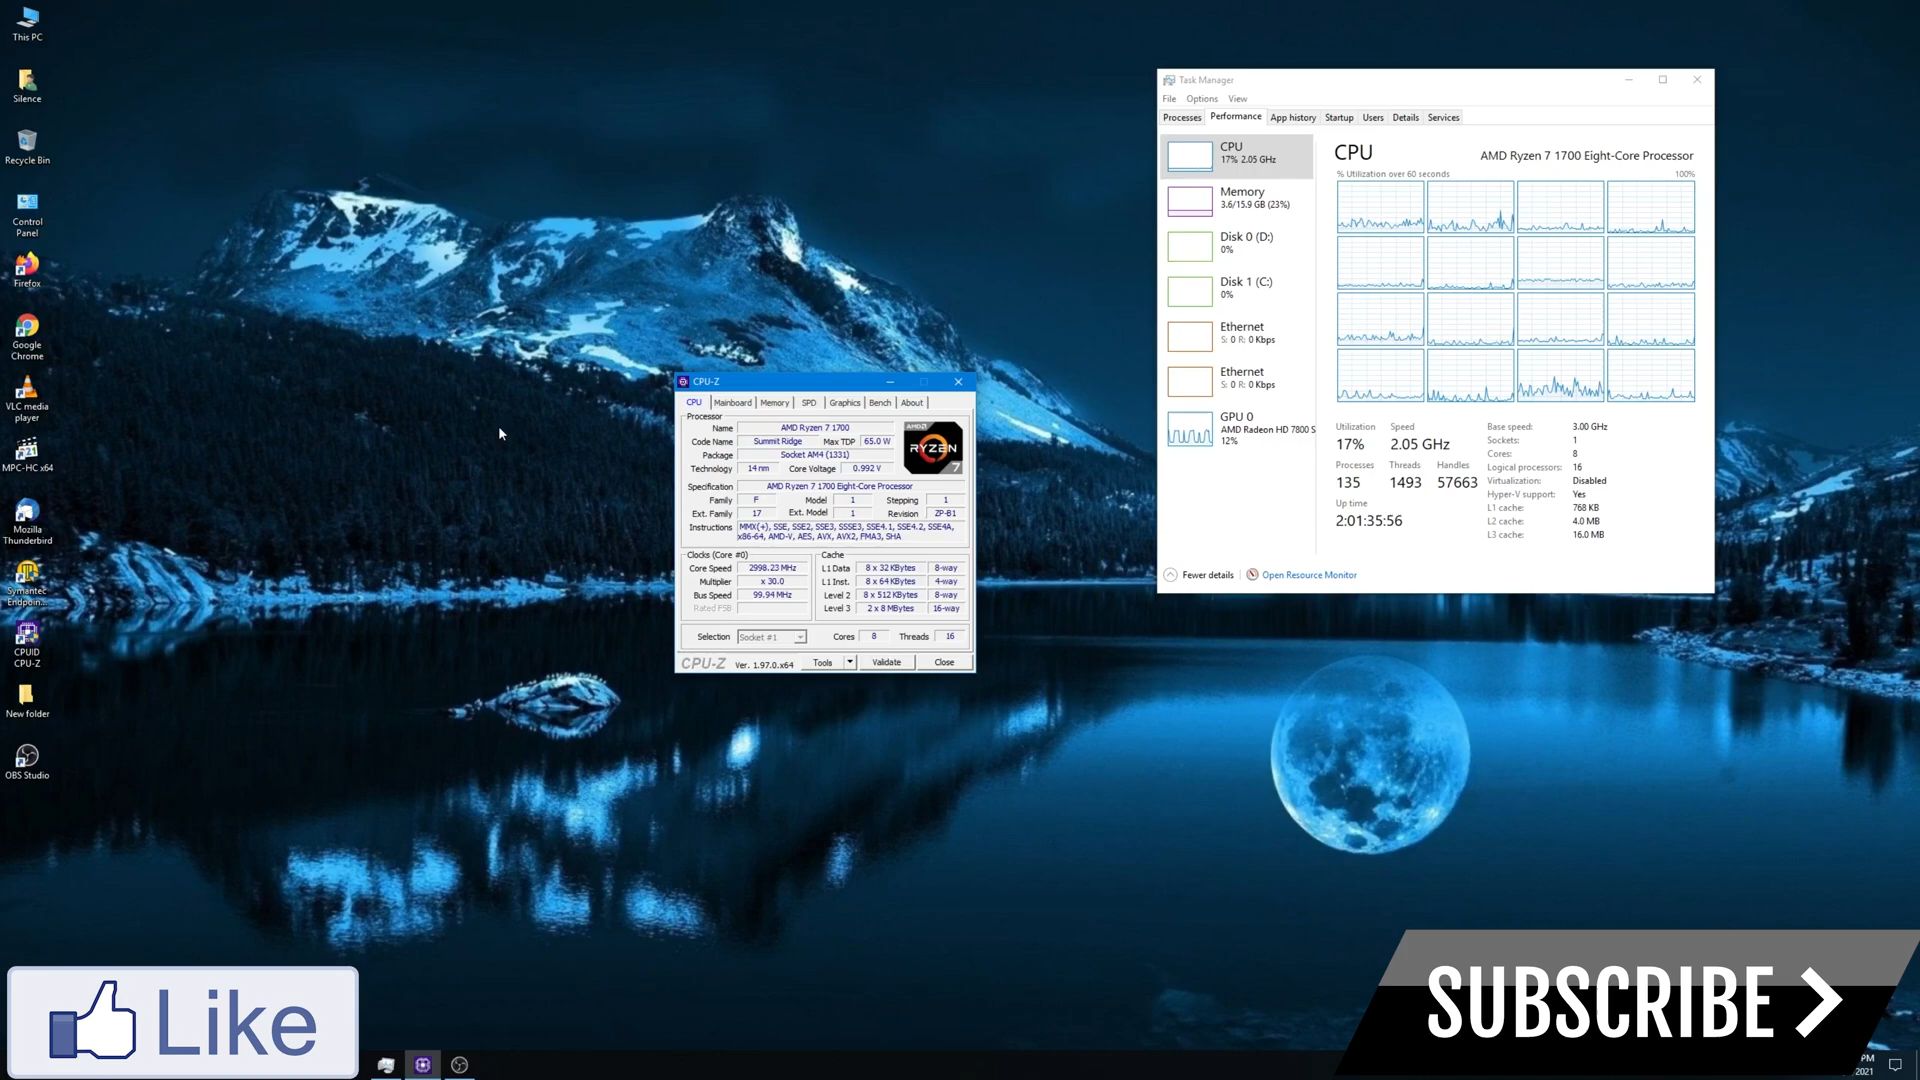 This PC
Silence
Recycle Bin
Control
Panel
Firefox
Google
Chrome
VLC media
player
MPC-HC x64
Mozilla
Thunderbird
Symantec
Endpoin...
CPUID
CPU-Z
New folder
OBS Studio
CPU-Z
CPU Mainboard Memory SPD Graphics Bench About
Processor
Name AMD Ryzen 7 1700
Code Name Summit Ridge Max TDP 65.0 W
Package Socket AM4 (1331)
Technology 14 nm Core Voltage 0.992 V
AMD
RYZEN
7
Specification AMD Ryzen 7 1700 Eight-Core Processor
Family F Model 1 Stepping 1
Ext. Family 17 Ext. Model 1 Revision ZP-B1
Instructions MMX(+), SSE, SSE2, SSE3, SSSE3, SSE4.1, SSE4.2, SSE4A,
x86-64, AMD-V, AES, AVX, AVX2, FMA3, SHA
Clocks (Core #0) Cache
Core Speed 2998.23 MHz L1 Data 8 x 32 KBytes 8-way
Multiplier x 30.0 L1 Inst. 8 x 64 KBytes 4-way
Bus Speed 99.94 MHz Level 2 8 x 512 KBytes 8-way
Rated FSB Level 3 2 x 8 MBytes 16-way
Selection Socket #1 Cores 8 Threads 16
CPU-Z Ver. 1.97.0.x64 Tools Validate Close
Task Manager
File Options View
Processes Performance App history Startup Users Details Services
CPU
17% 2.05 GHz
Memory
3.6/15.9 GB (23%)
Disk 0 (D:)
0%
Disk 1 (C:)
0%
Ethernet
S: 0 R: 0 Kbps
Ethernet
S: 0 R: 0 Kbps
GPU 0
AMD Radeon HD 7800 S
12%
CPU AMD Ryzen 7 1700 Eight-Core Processor
% Utilization over 60 seconds 100%
Utilization Speed
17% 2.05 GHz
Processes Threads Handles
135 1493 57663
Up time
2:01:35:56
Base speed: 3.00 GHz
Sockets: 1
Cores: 8
Logical processors: 16
Virtualization: Disabled
Hyper-V support: Yes
L1 cache: 768 KB
L2 cache: 4.0 MB
L3 cache: 16.0 MB
Fewer details Open Resource Monitor
Like
SUBSCRIBE
PM
2021